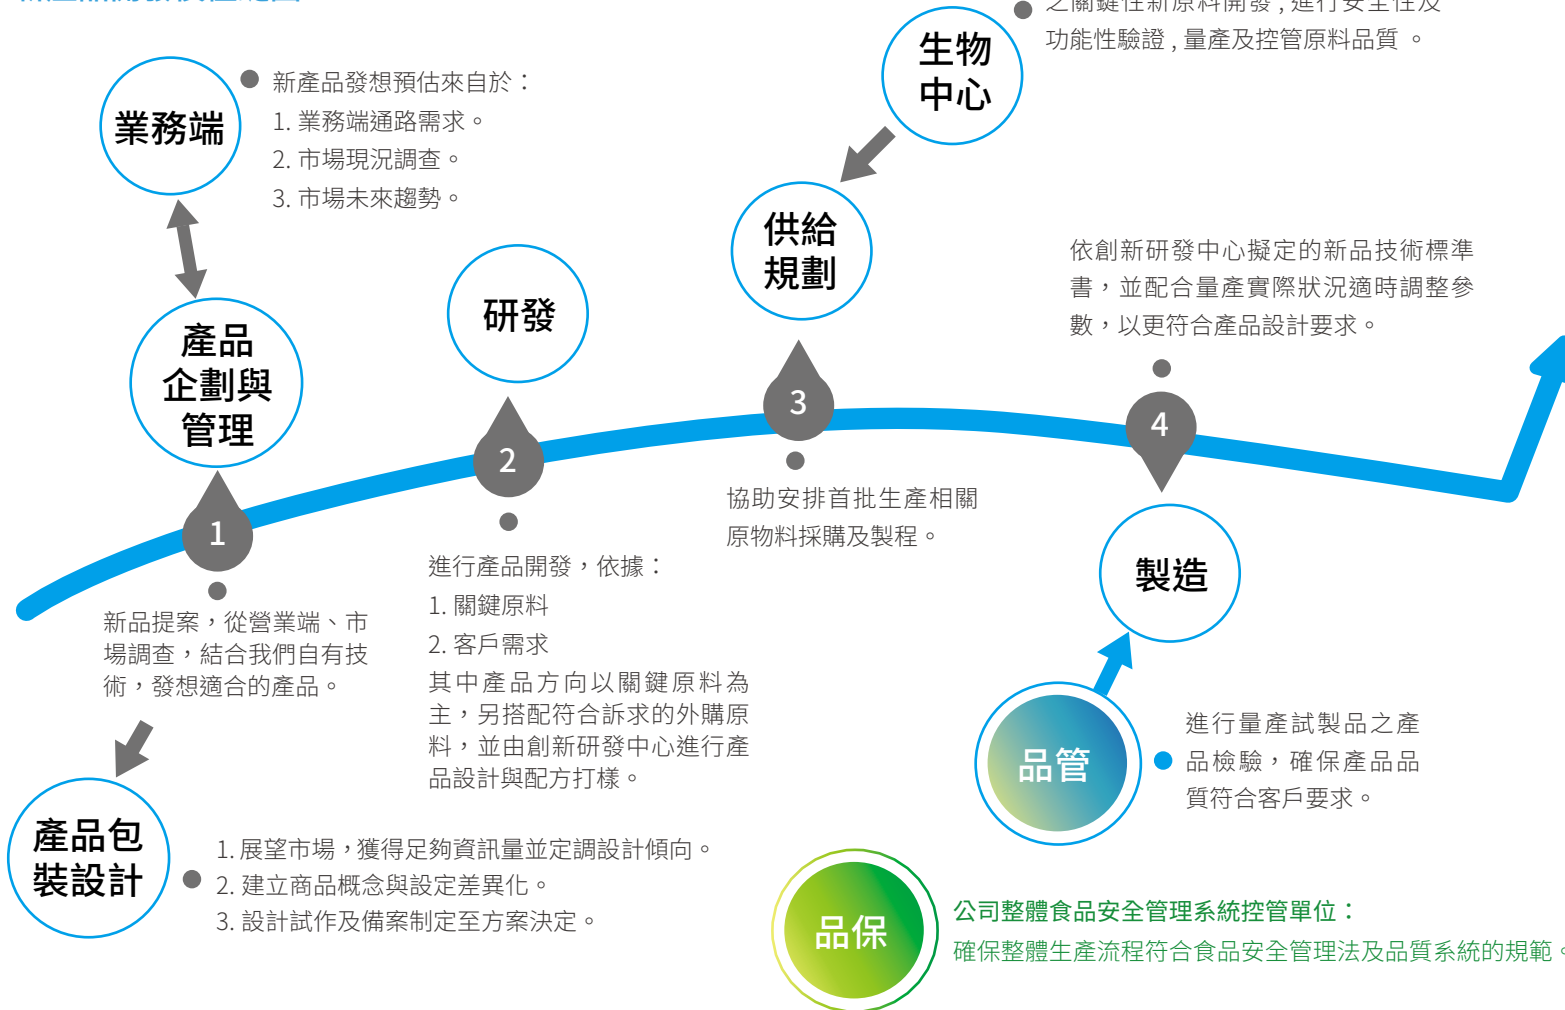 業務端
新產品發想預估來自於：
1. 業務端通路需求。
2. 市場現況調查。
3. 市場未來趨勢。
產品
企劃與
管理
1
新品提案，從營業端、市
場調查，結合我們自有技
術，發想適合的產品。
產品包
裝設計
1. 展望市場，獲得足夠資訊量並定調設計傾向。
2. 建立商品概念與設定差異化。
3. 設計試作及備案制定至方案決定。
研發
2
進行產品開發，依據：
1. 關鍵原料
2. 客戶需求
其中產品方向以關鍵原料為
主，另搭配符合訴求的外購原
料，並由創新研發中心進行產
品設計與配方打樣。
生物
中心
之關鍵性新原料開發 , 進行安全性及
功能性驗證 , 量產及控管原料品質 。
供給
規劃
3
協助安排首批生產相關
原物料採購及製程。
依創新研發中心擬定的新品技術標準
書，並配合量產實際狀況適時調整參
數，以更符合產品設計要求。
4
製造
品管
進行量產試製品之產
品檢驗，確保產品品
質符合客戶要求。
品保
公司整體食品安全管理系統控管單位：
確保整體生產流程符合食品安全管理法及品質系統的規範。